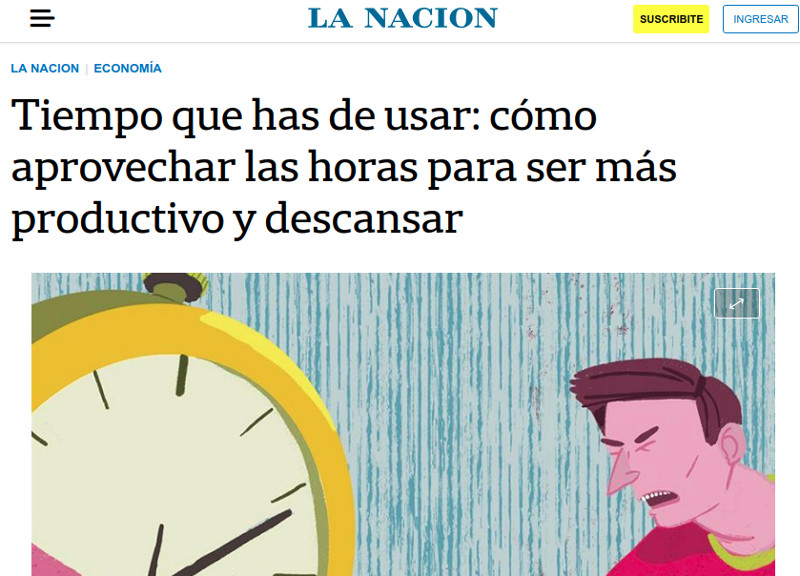 LA NACION
SUSCRIBITE
INGRESAR
LA NACION | ECONOMÍA
Tiempo que has de usar: cómo
aprovechar las horas para ser más
productivo y descansar